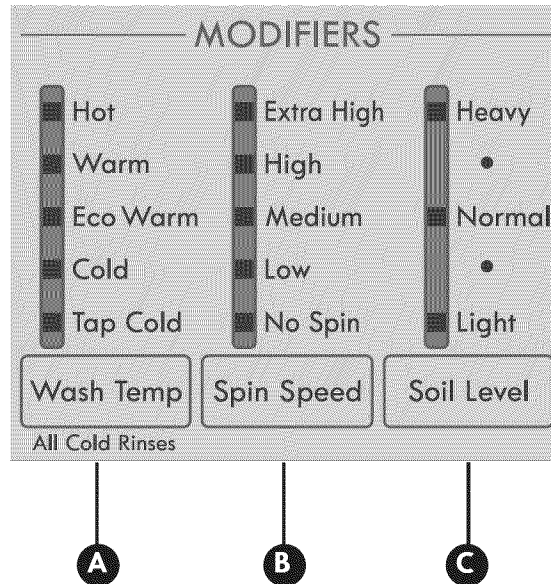 MODIFIERS
Hot
Warm
Eco Warm
Cold
Tap Cold
Wash Temp
All Cold Rinses
Extra High
High
Medium
Low
No Spin
Spin Speed
Heavy
•
Normal
•
Light
Soil Level
A
B
C